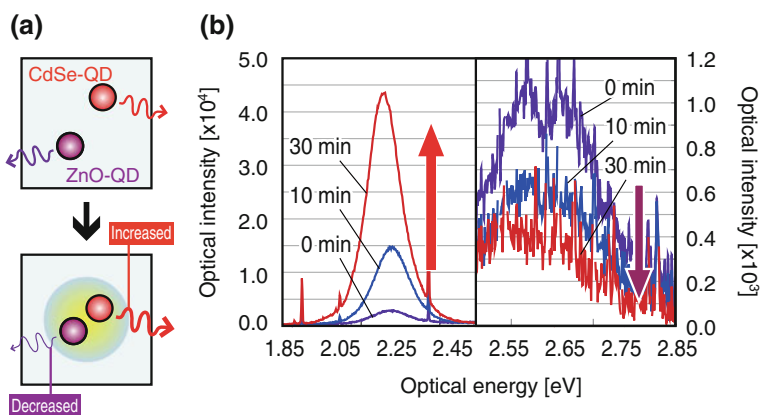 (a)
CdSe-QD
ZnO-QD
Increased
Decreased
(b)
Optical intensity [x10⁴]
5.0
4.0
3.0
2.0
1.0
0.0
30 min
10 min
0 min
0 min
10 min
30 min
1.2
1.0
0.8
0.6
0.4
0.2
0.0
Optical intensity [x10³]
1.85 2.05 2.25 2.45 2.55 2.65 2.75 2.85
Optical energy [eV]